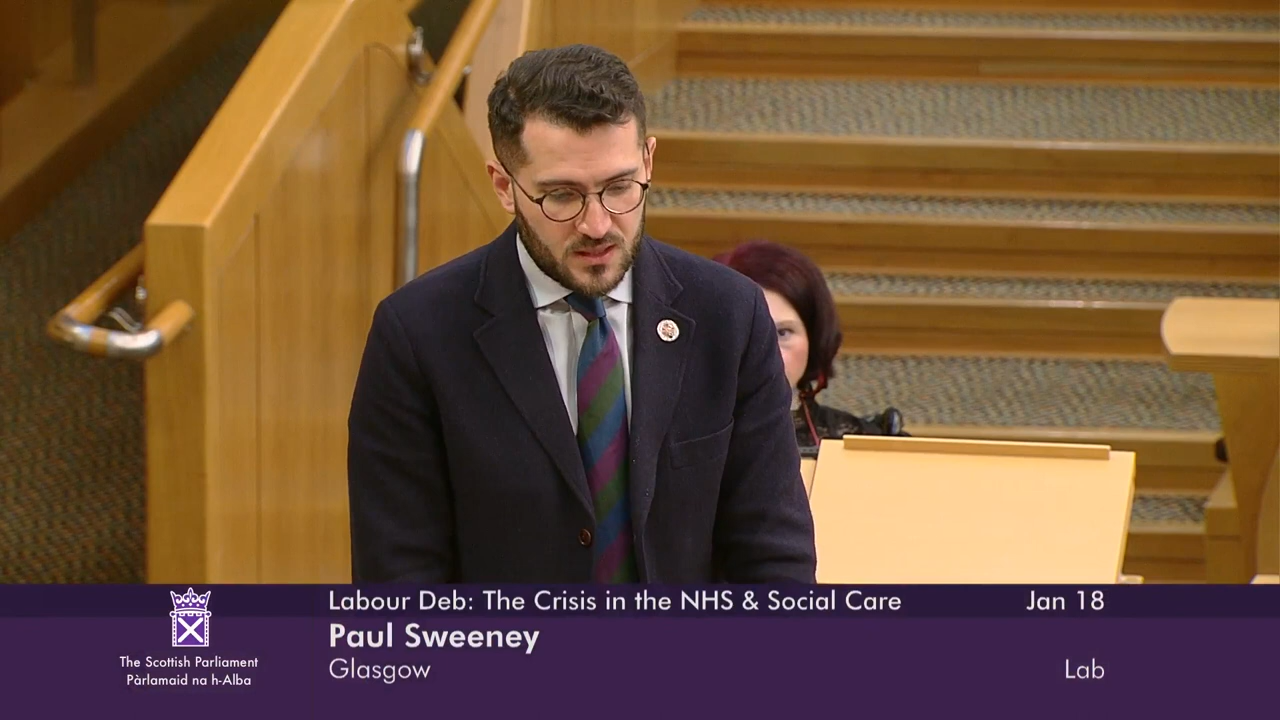 Labour Deb: The Crisis in the NHS & Social Care Jan 18
Paul Sweeney
Glasgow Lab
The Scottish Parliament
Pàrlamaid na h-Alba